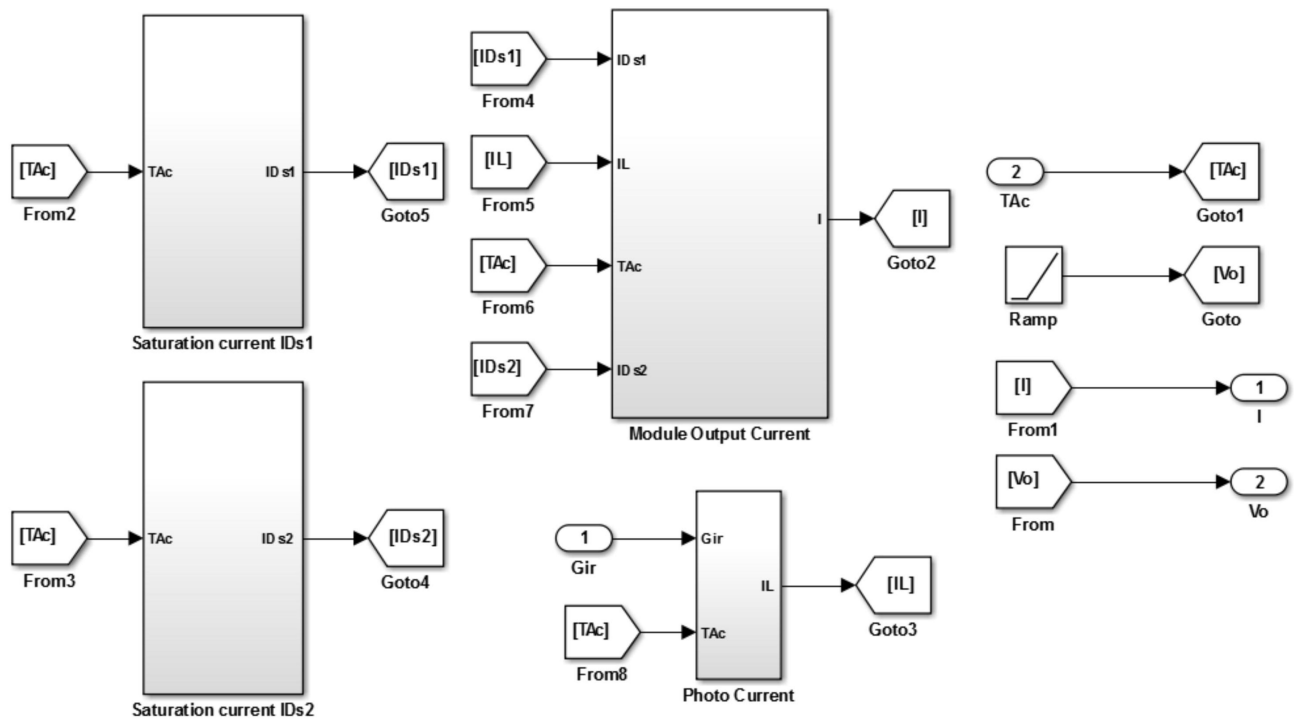 [TAc]
From2
TAc
IDs1
Saturation current IDs1
[IDs1]
Goto5
[TAc]
From3
TAc
IDs2
Saturation current IDs2
[IDs2]
Goto4
[IDs1]
From4
[IL]
From5
[TAc]
From6
[IDs2]
From7
IDs1
IL
TAc
IDs2
I
Module Output Current
[I]
Goto2
1
Gir
[TAc]
From8
Gir
TAc
IL
Photo Current
[IL]
Goto3
2
TAc
[TAc]
Goto1
Ramp
[Vo]
Goto
[I]
From1
1
I
[Vo]
From
2
Vo